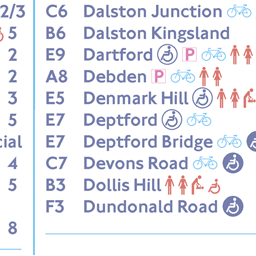 2/3 C6 Dalston Junction
5 B6 Dalston Kingsland
2 E9 Dartford P
2 A8 Debden P
3 E5 Denmark Hill
5 E7 Deptford
cial E7 Deptford Bridge
4 C7 Devons Road
5 B3 Dollis Hill
F3 Dundonald Road
8